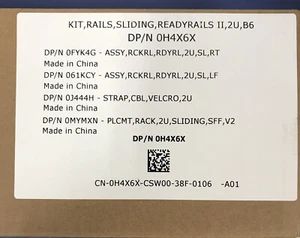 KIT,RAILS,SLIDING,READYRAILS II,2U,B6
DP/N 0H4X6X
DP/N 0FYK4G - ASSY,RCKRL,RDYRL,2U,SL,RT
Made in China
DP/N 061KCY - ASSY,RCKRL,RDYRL,2U,SL,LF
Made in China
DP/N 0J444H - STRAP,CBL,VELCRO,2U
Made in China
DP/N 0MYMXN - PLCMT,RACK,2U,SLIDING,SFF,V2
Made in China
DP/N 0H4X6X
CN-0H4X6X-CSW00-38F-0106 -A01